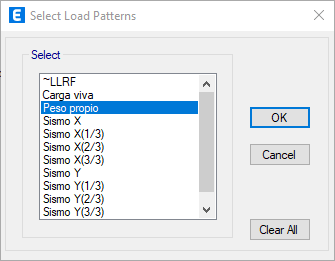 E Select Load Patterns
Select
~LLRF
Carga viva
Peso propio
Sismo X
Sismo X(1/3)
Sismo X(2/3)
Sismo X(3/3)
Sismo Y
Sismo Y(1/3)
Sismo Y(2/3)
Sismo Y(3/3)
OK
Cancel
Clear All